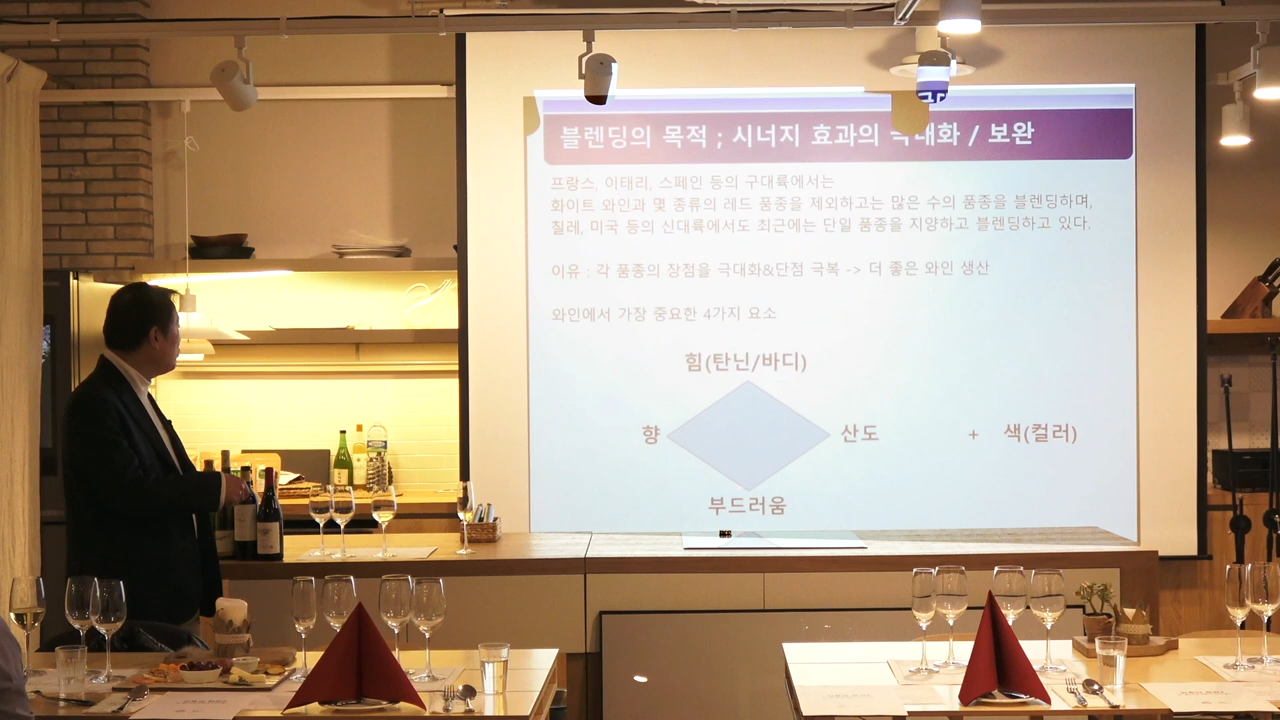 블렌딩의 목적 ; 시너지 효과의 극대화 / 보완
프랑스, 이태리, 스페인 등의 구대륙에서는
화이트 와인과 몇 종류의 레드 품종을 제외하고는 많은 수의 품종을 블렌딩하며,
칠레, 미국 등의 신대륙에서도 최근에는 단일 품종을 지양하고 블렌딩하고 있다.
이유 : 각 품종의 장점을 극대화&단점 극복 -> 더 좋은 와인 생산
와인에서 가장 중요한 4가지 요소
힘(탄닌/바디)
향 산도 + 색(컬러)
부드러움